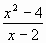 x² − 4
x − 2